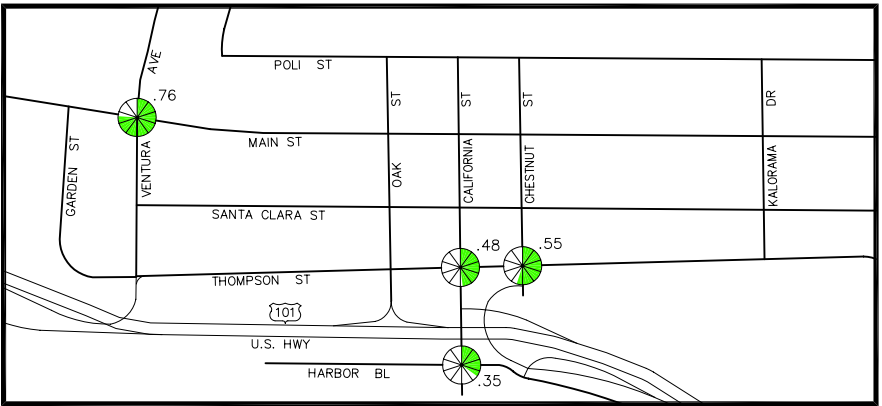 AVE
POLI ST
.76
ST
ST
ST
DR
GARDEN ST
VENTURA
MAIN ST
OAK
CALIFORNIA
CHESTNUT
KALORAMA
SANTA CLARA ST
.48
.55
THOMPSON ST
101
U.S. HWY
HARBOR BL
.35